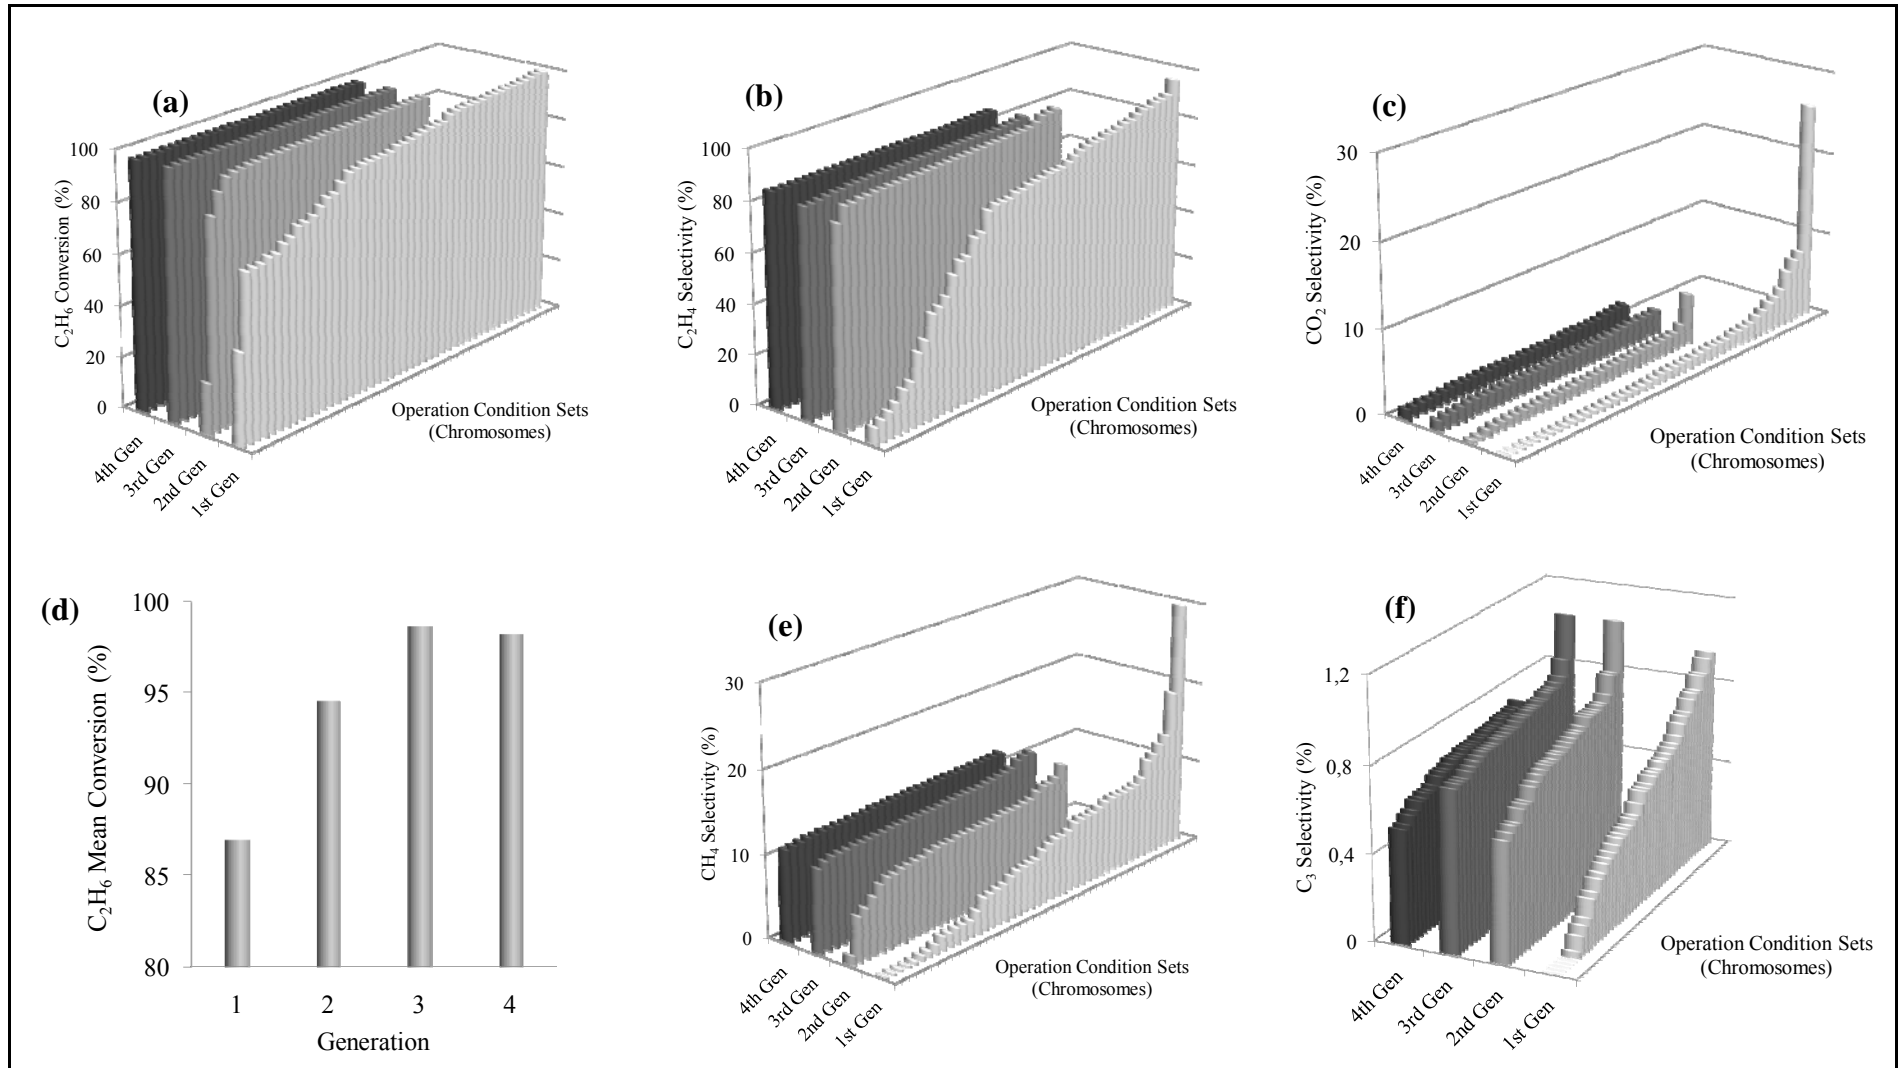 (a)
100
80
60
40
20
0
C2H6 Conversion (%)
4th Gen
3rd Gen
2nd Gen
1st Gen
Operation Condition Sets
(Chromosomes)
(b)
100
80
60
40
20
0
C2H4 Selectivity (%)
4th Gen
3rd Gen
2nd Gen
1st Gen
Operation Condition Sets
(Chromosomes)
(c)
30
20
10
0
CO2 Selectivity (%)
4th Gen
3rd Gen
2nd Gen
1st Gen
Operation Condition Sets
(Chromosomes)
(d)
100
95
90
85
80
C2H6 Mean Conversion (%)
1 2 3 4
Generation
(e)
30
20
10
0
CH4 Selectivity (%)
4th Gen
3rd Gen
2nd Gen
1st Gen
Operation Condition Sets
(Chromosomes)
(f)
1,2
0,8
0,4
0
C3 Selectivity (%)
4th Gen
3rd Gen
2nd Gen
1st Gen
Operation Condition Sets
(Chromosomes)